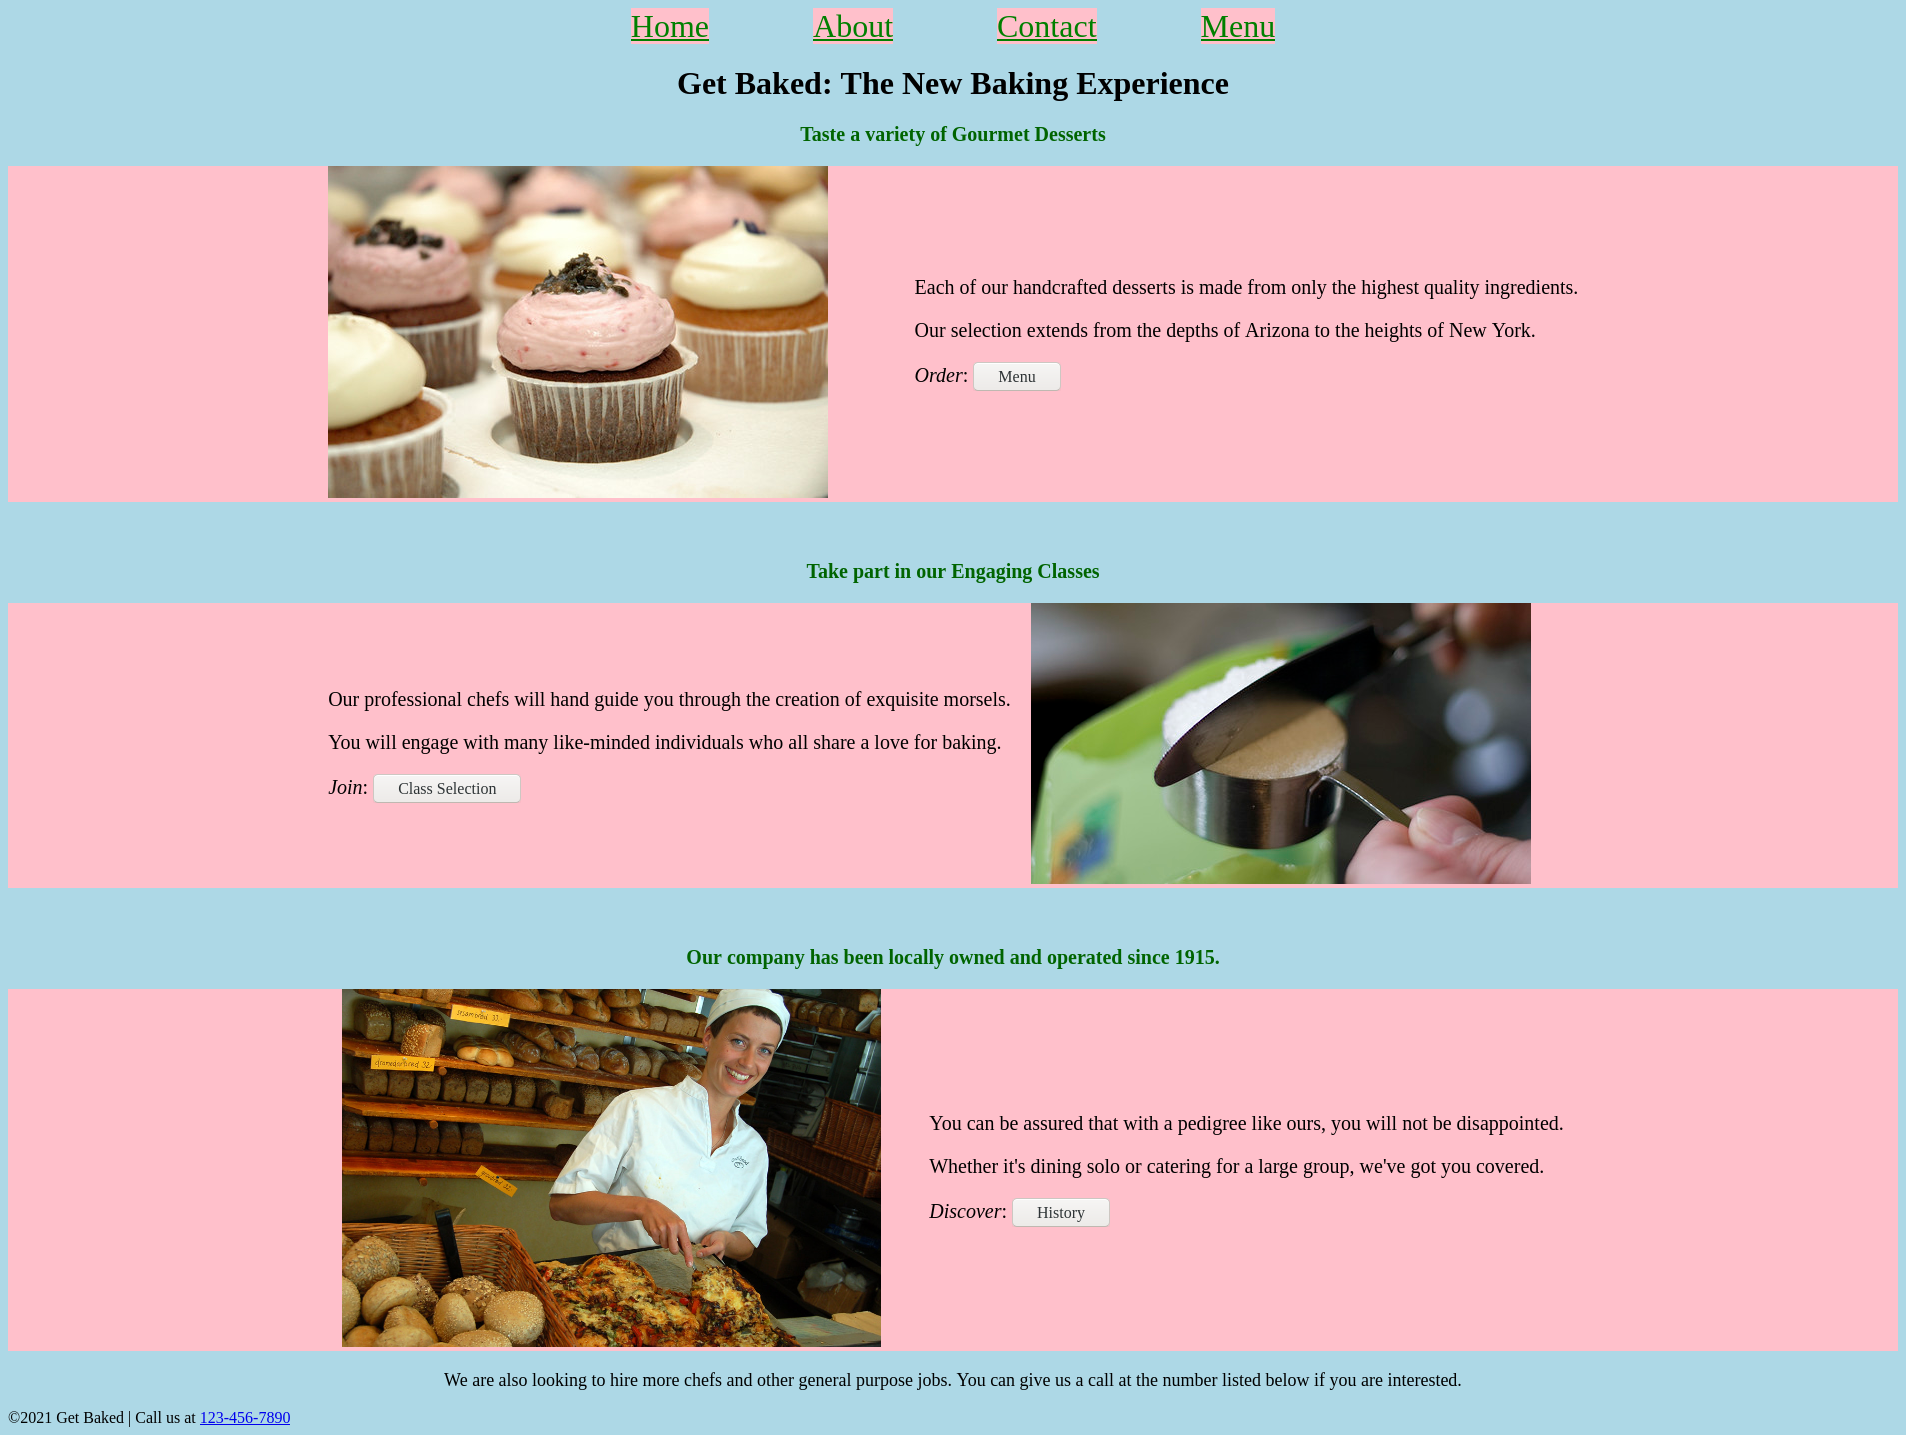 Home About Contact Menu
Get Baked: The New Baking Experience
Taste a variety of Gourmet Desserts
Each of our handcrafted desserts is made from only the highest quality ingredients.
Our selection extends from the depths of Arizona to the heights of New York.
Order: Menu
Take part in our Engaging Classes
Our professional chefs will hand guide you through the creation of exquisite morsels.
You will engage with many like-minded individuals who all share a love for baking.
Join: Class Selection
Our company has been locally owned and operated since 1915.
You can be assured that with a pedigree like ours, you will not be disappointed.
Whether it's dining solo or catering for a large group, we've got you covered.
Discover: History
We are also looking to hire more chefs and other general purpose jobs. You can give us a call at the number listed below if you are interested.
©2021 Get Baked | Call us at 123-456-7890